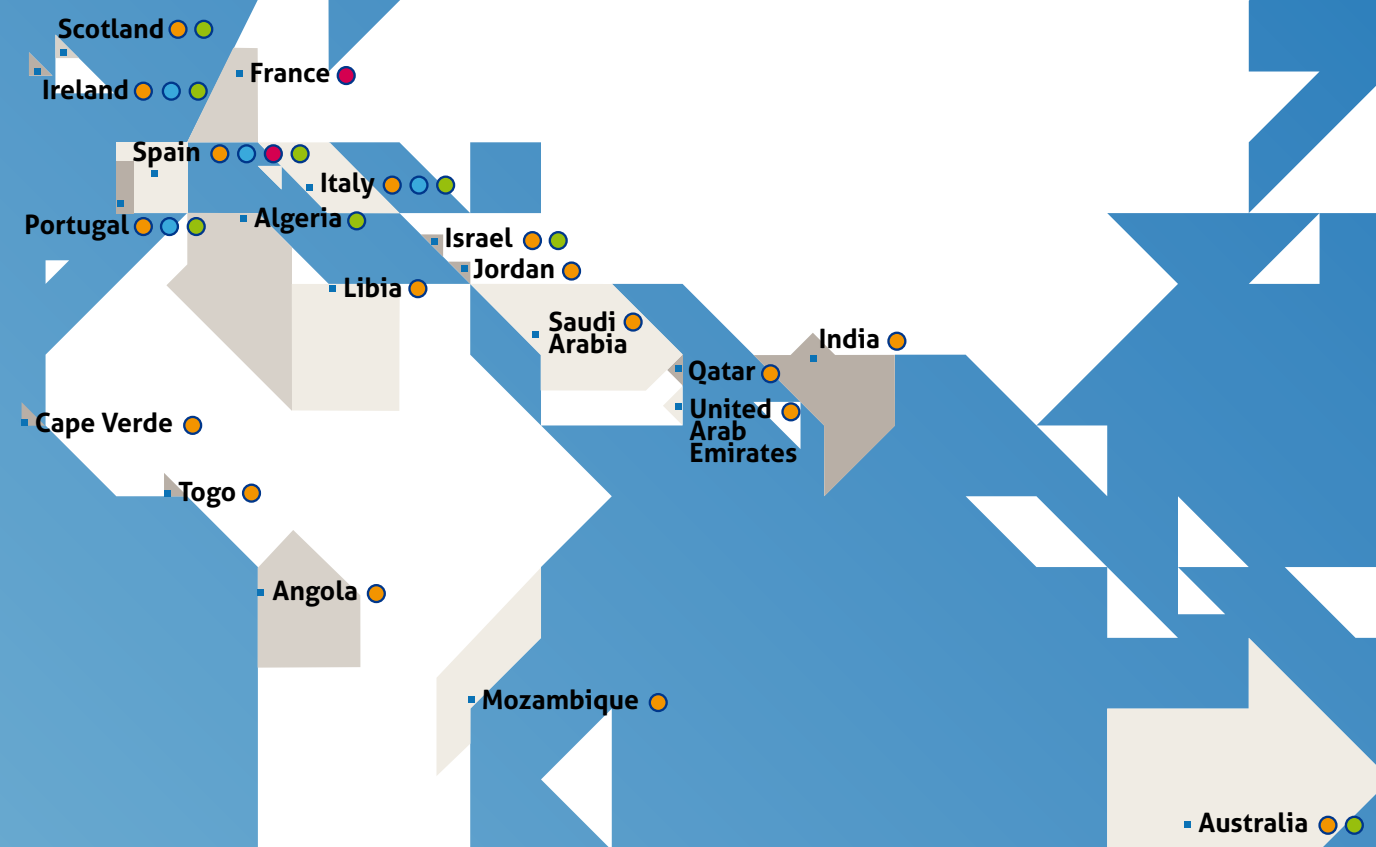 Scotland
France
Ireland
Spain
Italy
Portugal
Algeria
Israel
Jordan
Libia
Saudi
Arabia
India
Qatar
United
Arab
Emirates
Cape Verde
Togo
Angola
Mozambique
Australia